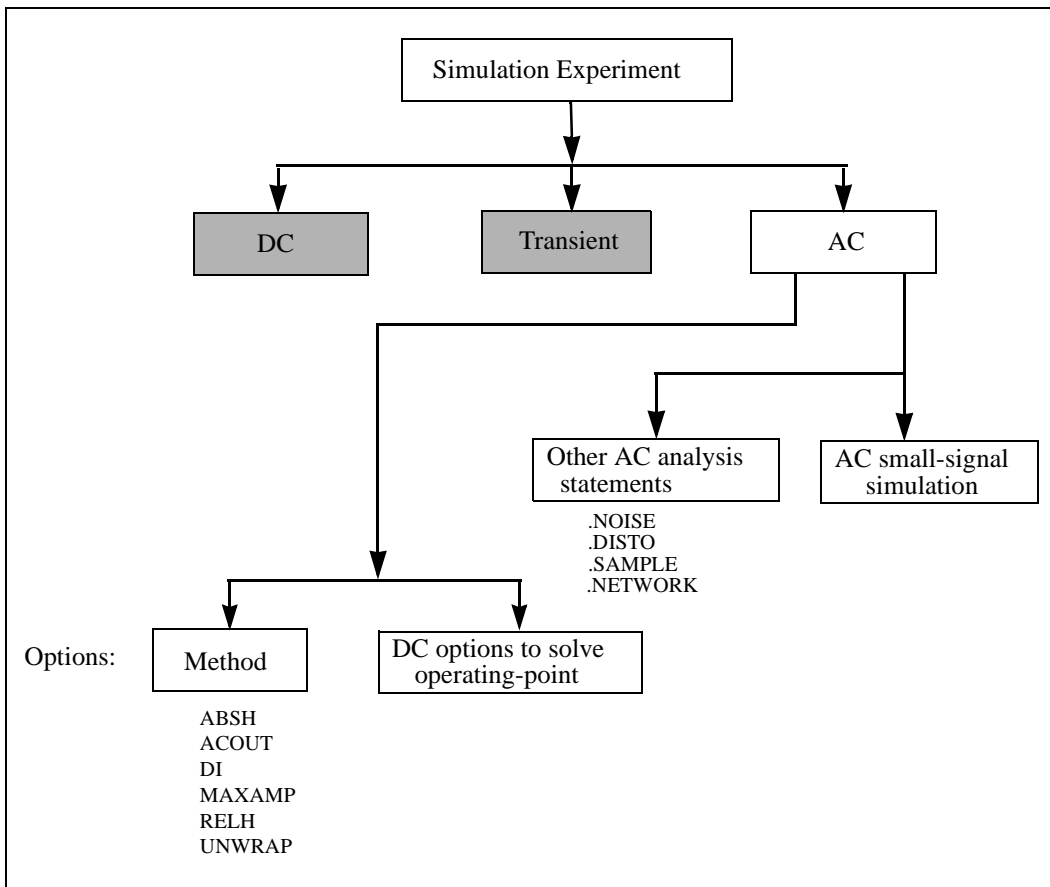 Simulation Experiment
DC
Transient
AC
Other AC analysis
statements
AC small-signal
simulation
.NOISE
.DISTO
.SAMPLE
.NETWORK
Options:
Method
DC options to solve
operating-point
ABSH
ACOUT
DI
MAXAMP
RELH
UNWRAP